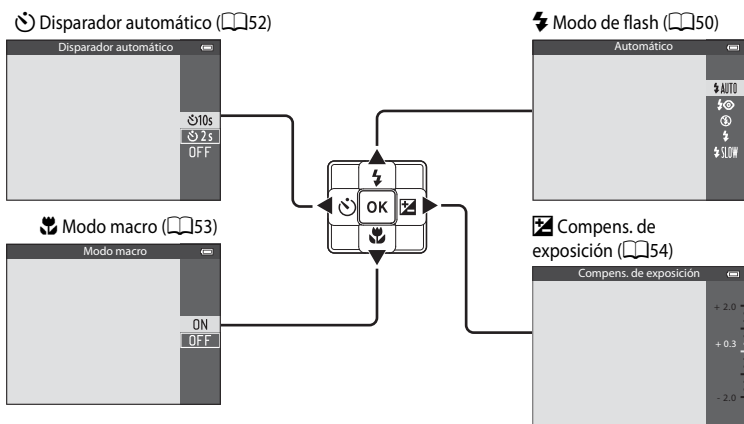 Disparador automático (52)
Disparador automático
10s
2s
OFF
Modo de flash (50)
Automático
AUTO
SLOW
OK
Modo macro (53)
Modo macro
ON
OFF
Compens. de
exposición (54)
Compens. de exposición
+ 2.0
+ 0.3
- 2.0